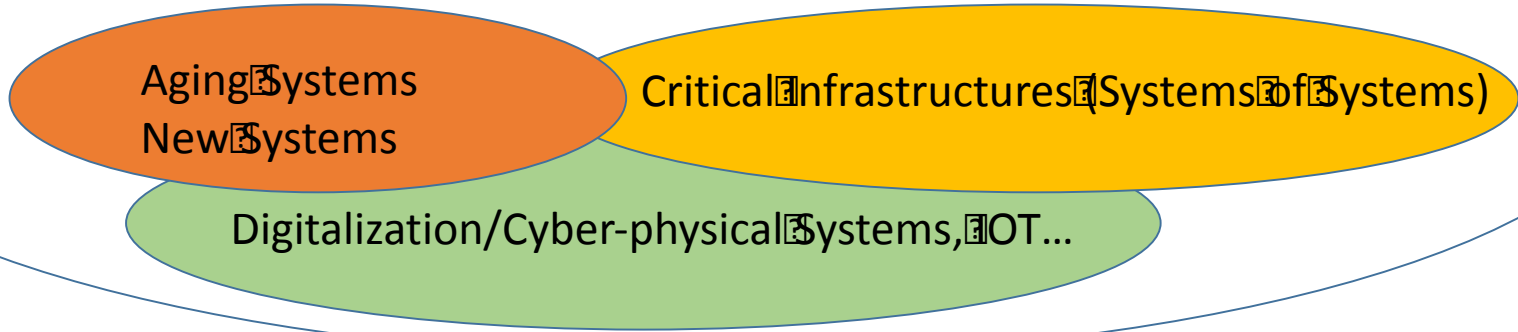 Aging Systems
New Systems
Critical Infrastructures (Systems of Systems)
Digitalization/Cyber-physical Systems, IOT…